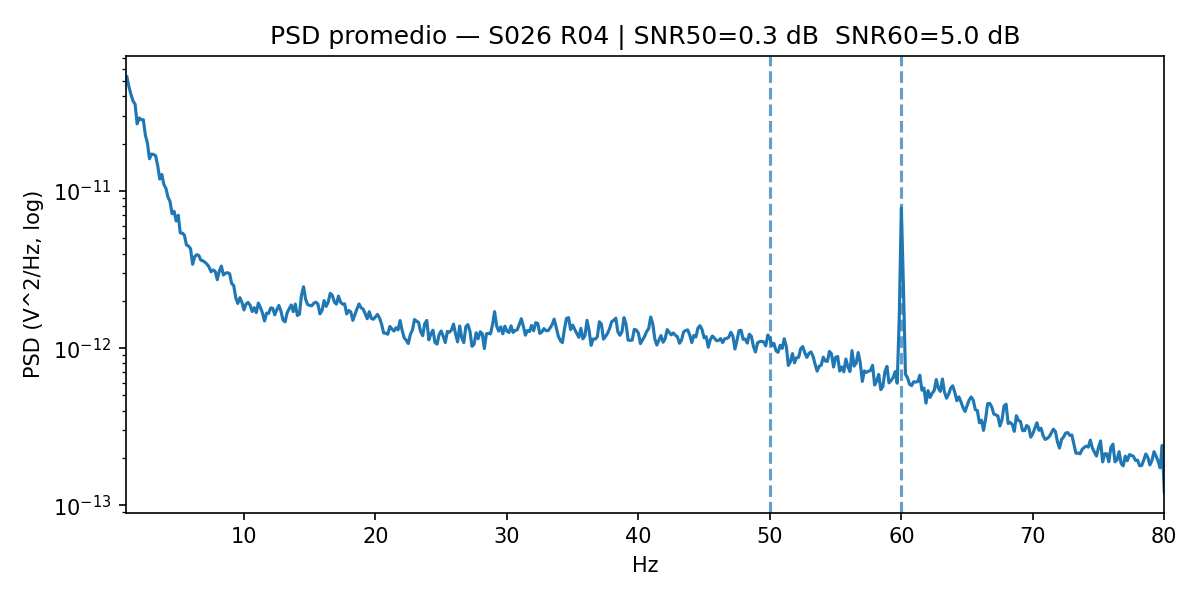 PSD promedio — S026 R04 | SNR50=0.3 dB  SNR60=5.0 dB
PSD (V^2/Hz, log)
10⁻¹¹
10⁻¹²
10⁻¹³
10 20 30 40 50 60 70 80
Hz